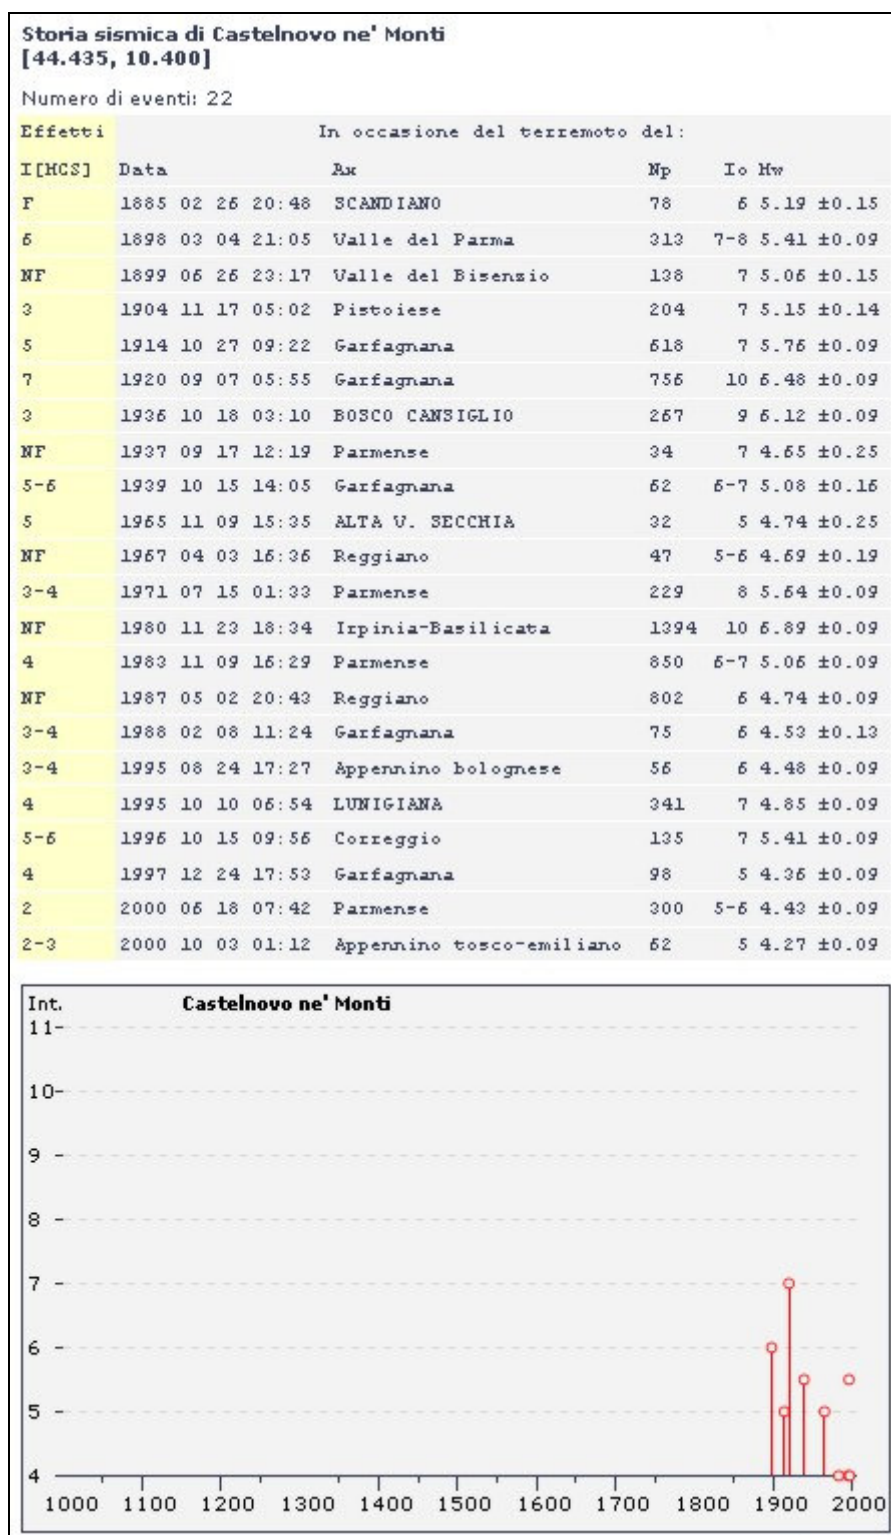 Storia sismica di Castelnovo ne' Monti
[44.435, 10.400]
Numero di eventi: 22
Effetti In occasione del terremoto del:
I[MCS] Data Ax Np Io Mw
F 1885 02 26 20:48 SCANDIANO 78 6 5.19 ±0.15
6 1898 03 04 21:05 Valle del Parma 313 7-8 5.41 ±0.09
NF 1899 06 26 23:17 Valle del Bisenzio 138 7 5.06 ±0.15
3 1904 11 17 05:02 Pistoiese 204 7 5.15 ±0.14
5 1914 10 27 09:22 Garfagnana 618 7 5.76 ±0.09
7 1920 09 07 05:55 Garfagnana 756 10 6.48 ±0.09
3 1936 10 18 03:10 BOSCO CANSIGLIO 267 9 6.12 ±0.09
NF 1937 09 17 12:19 Parmense 34 7 4.65 ±0.25
5-6 1939 10 15 14:05 Garfagnana 62 6-7 5.08 ±0.16
5 1965 11 09 15:35 ALTA V. SECCHIA 32 5 4.74 ±0.25
NF 1967 04 03 16:36 Reggiano 47 5-6 4.69 ±0.19
3-4 1971 07 15 01:33 Parmense 229 8 5.64 ±0.09
NF 1980 11 23 18:34 Irpinia-Basilicata 1394 10 6.89 ±0.09
4 1983 11 09 16:29 Parmense 850 6-7 5.06 ±0.09
NF 1987 05 02 20:43 Reggiano 802 6 4.74 ±0.09
3-4 1988 02 08 11:24 Garfagnana 75 6 4.53 ±0.13
3-4 1995 08 24 17:27 Appennino bolognese 56 6 4.48 ±0.09
4 1995 10 10 06:54 LUNIGIANA 341 7 4.85 ±0.09
5-6 1996 10 15 09:56 Correggio 135 7 5.41 ±0.09
4 1997 12 24 17:53 Garfagnana 98 5 4.36 ±0.09
2 2000 06 18 07:42 Parmense 300 5-6 4.43 ±0.09
2-3 2000 10 03 01:12 Appennino tosco-emiliano 62 5 4.27 ±0.09
Int. Castelnovo ne' Monti
11
10
9
8
7
6
5
4
1000 1100 1200 1300 1400 1500 1600 1700 1800 1900 2000